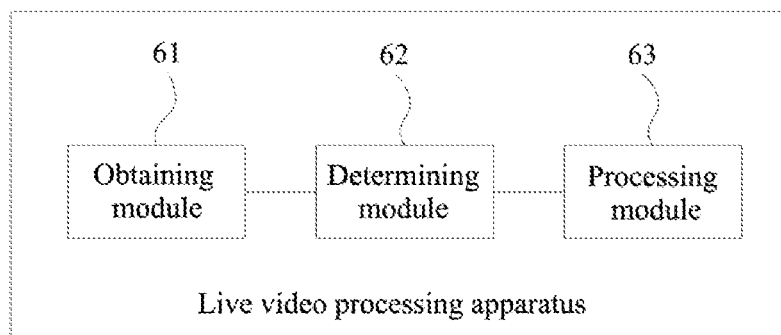 61 62 63
Obtaining Determining Processing
module module module
Live video processing apparatus